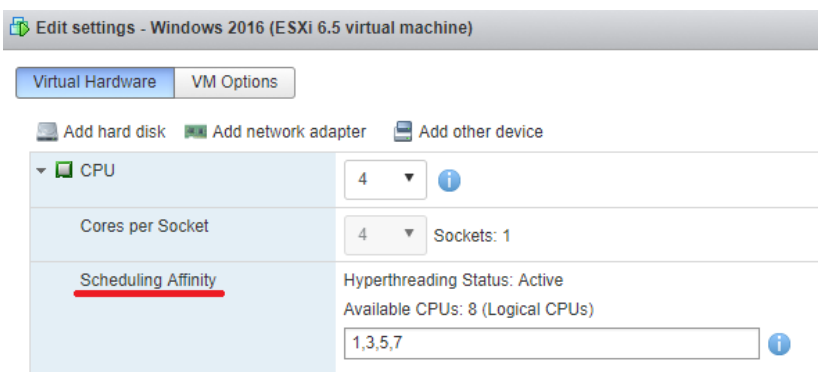 Edit settings - Windows 2016 (ESXi 6.5 virtual machine)
Virtual Hardware VM Options
Add hard disk Add network adapter Add other device
CPU 4
Cores per Socket 4 Sockets: 1
Scheduling Affinity Hyperthreading Status: Active
Available CPUs: 8 (Logical CPUs)
1,3,5,7